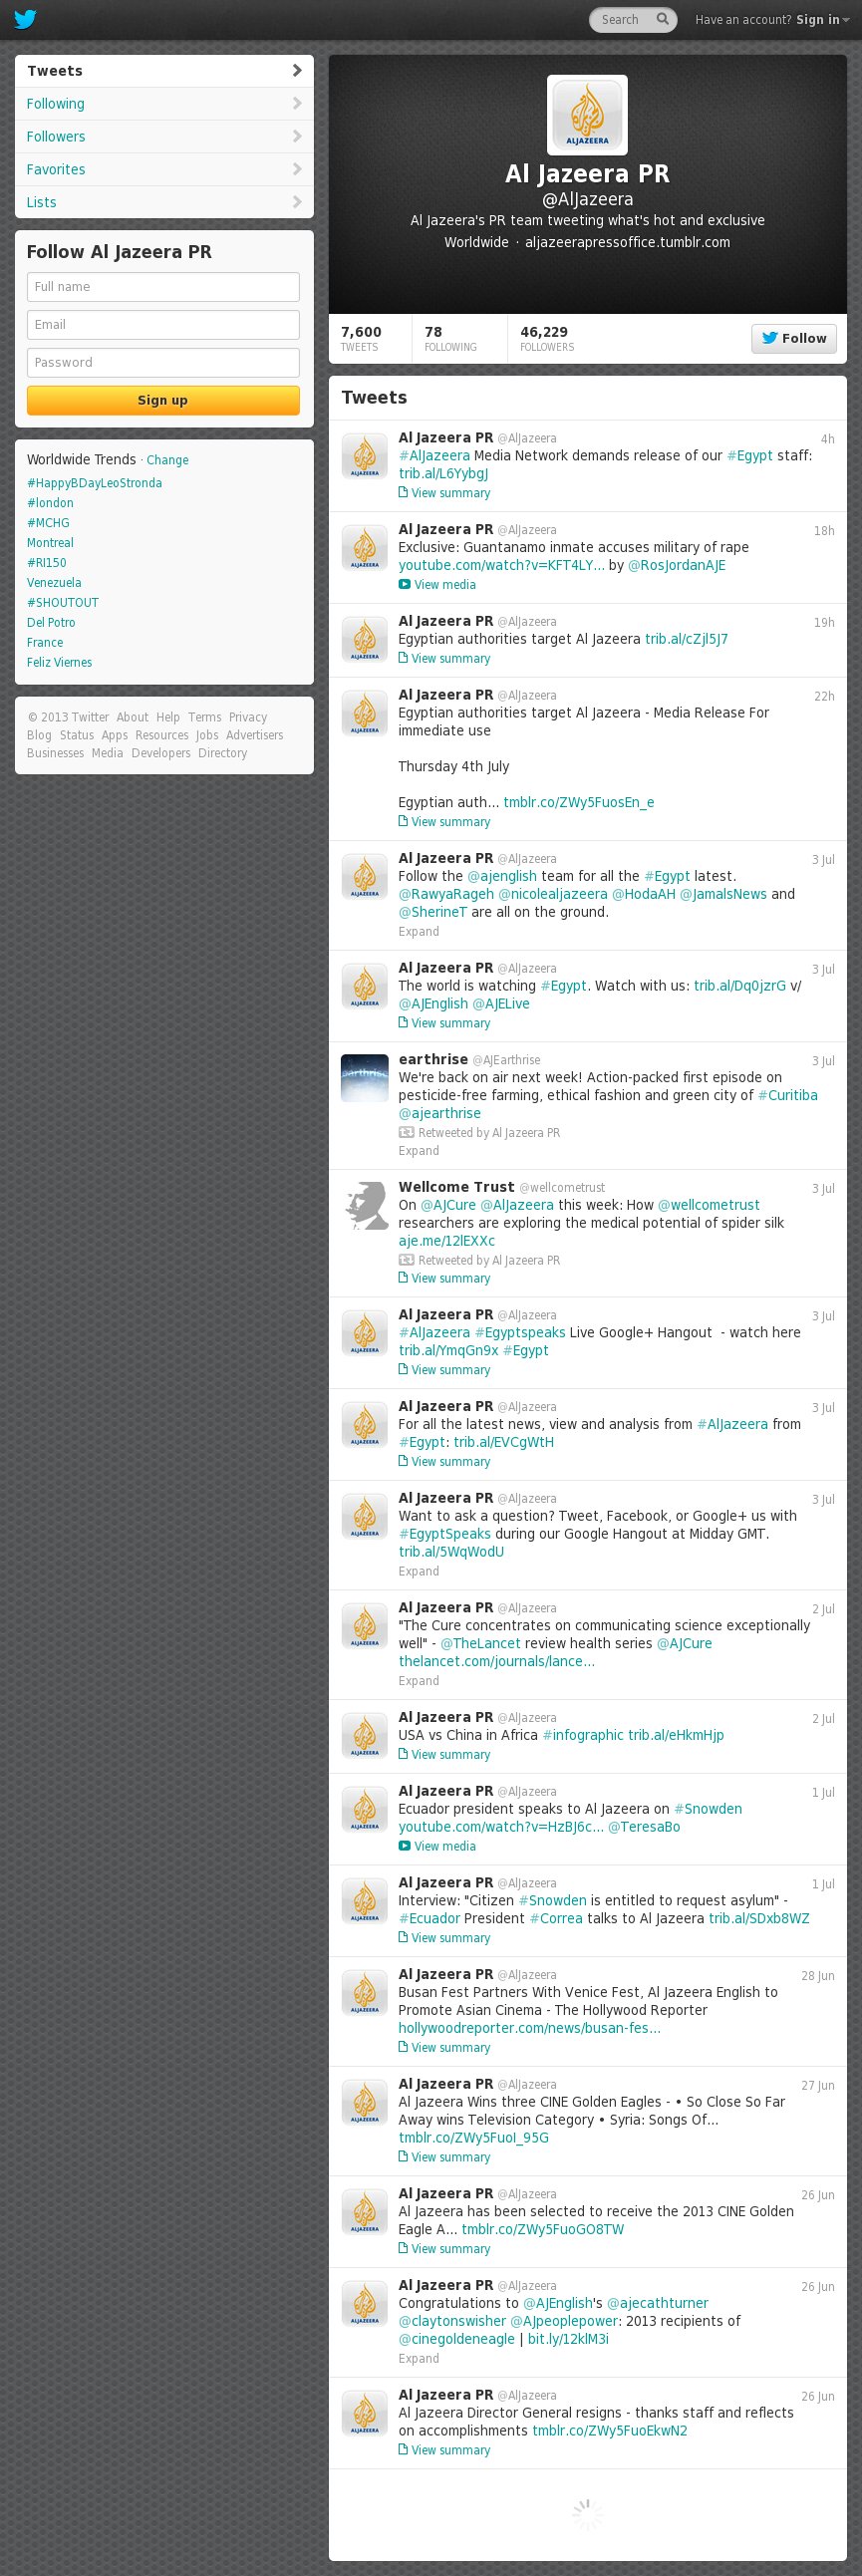 Search
Have an account? Sign in
Tweets
Following
Followers
Favorites
Lists
Follow Al Jazeera PR
Full name
Email
Password
Sign up
Worldwide Trends · Change
#HappyBDayLeoStronda
#london
#MCHG
Montreal
#RI150
Venezuela
#SHOUTOUT
Del Potro
France
Feliz Viernes
© 2013 Twitter About Help Terms Privacy
Blog Status Apps Resources Jobs Advertisers
Businesses Media Developers Directory
ALJAZEERA
Al Jazeera PR
@AlJazeera
Al Jazeera's PR team tweeting what's hot and exclusive
Worldwide · aljazeerapressoffice.tumblr.com
7,600
TWEETS
78
FOLLOWING
46,229
FOLLOWERS
Follow
Tweets
ALJAZEERA
Al Jazeera PR @AlJazeera 4h
#AlJazeera Media Network demands release of our #Egypt staff:
trib.al/L6YybgJ
View summary
ALJAZEERA
Al Jazeera PR @AlJazeera 18h
Exclusive: Guantanamo inmate accuses military of rape
youtube.com/watch?v=KFT4LY... by @RosJordanAJE
View media
ALJAZEERA
Al Jazeera PR @AlJazeera 19h
Egyptian authorities target Al Jazeera trib.al/cZjl5J7
View summary
ALJAZEERA
Al Jazeera PR @AlJazeera 22h
Egyptian authorities target Al Jazeera - Media Release For
immediate use
Thursday 4th July
Egyptian auth... tmblr.co/ZWy5FuosEn_e
View summary
ALJAZEERA
Al Jazeera PR @AlJazeera 3 Jul
Follow the @ajenglish team for all the #Egypt latest.
@RawyaRageh @nicolealjazeera @HodaAH @JamalsNews and
@SherineT are all on the ground.
Expand
ALJAZEERA
Al Jazeera PR @AlJazeera 3 Jul
The world is watching #Egypt. Watch with us: trib.al/Dq0jzrG v/
@AJEnglish @AJELive
View summary
earthrise
earthrise @AJEarthrise 3 Jul
We're back on air next week! Action-packed first episode on
pesticide-free farming, ethical fashion and green city of #Curitiba
@ajearthrise
Retweeted by Al Jazeera PR
Expand
Wellcome Trust @wellcometrust 3 Jul
On @AJCure @AlJazeera this week: How @wellcometrust
researchers are exploring the medical potential of spider silk
aje.me/12lEXXc
Retweeted by Al Jazeera PR
View summary
ALJAZEERA
Al Jazeera PR @AlJazeera 3 Jul
#AlJazeera #Egyptspeaks Live Google+ Hangout - watch here
trib.al/YmqGn9x #Egypt
View summary
ALJAZEERA
Al Jazeera PR @AlJazeera 3 Jul
For all the latest news, view and analysis from #AlJazeera from
#Egypt: trib.al/EVCgWtH
View summary
ALJAZEERA
Al Jazeera PR @AlJazeera 3 Jul
Want to ask a question? Tweet, Facebook, or Google+ us with
#EgyptSpeaks during our Google Hangout at Midday GMT.
trib.al/5WqWodU
Expand
ALJAZEERA
Al Jazeera PR @AlJazeera 2 Jul
"The Cure concentrates on communicating science exceptionally
well" - @TheLancet review health series @AJCure
thelancet.com/journals/lance...
Expand
ALJAZEERA
Al Jazeera PR @AlJazeera 2 Jul
USA vs China in Africa #infographic trib.al/eHkmHjp
View summary
ALJAZEERA
Al Jazeera PR @AlJazeera 1 Jul
Ecuador president speaks to Al Jazeera on #Snowden
youtube.com/watch?v=HzBJ6c... @TeresaBo
View media
ALJAZEERA
Al Jazeera PR @AlJazeera 1 Jul
Interview: "Citizen #Snowden is entitled to request asylum" -
#Ecuador President #Correa talks to Al Jazeera trib.al/SDxb8WZ
View summary
ALJAZEERA
Al Jazeera PR @AlJazeera 28 Jun
Busan Fest Partners With Venice Fest, Al Jazeera English to
Promote Asian Cinema - The Hollywood Reporter
hollywoodreporter.com/news/busan-fes...
View summary
ALJAZEERA
Al Jazeera PR @AlJazeera 27 Jun
Al Jazeera Wins three CINE Golden Eagles - • So Close So Far
Away wins Television Category • Syria: Songs Of...
tmblr.co/ZWy5FuoI_95G
View summary
ALJAZEERA
Al Jazeera PR @AlJazeera 26 Jun
Al Jazeera has been selected to receive the 2013 CINE Golden
Eagle A... tmblr.co/ZWy5FuoGO8TW
View summary
ALJAZEERA
Al Jazeera PR @AlJazeera 26 Jun
Congratulations to @AJEnglish's @ajecathturner
@claytonswisher @AJpeoplepower: 2013 recipients of
@cinegoldeneagle | bit.ly/12klM3i
Expand
ALJAZEERA
Al Jazeera PR @AlJazeera 26 Jun
Al Jazeera Director General resigns - thanks staff and reflects
on accomplishments tmblr.co/ZWy5FuoEkwN2
View summary